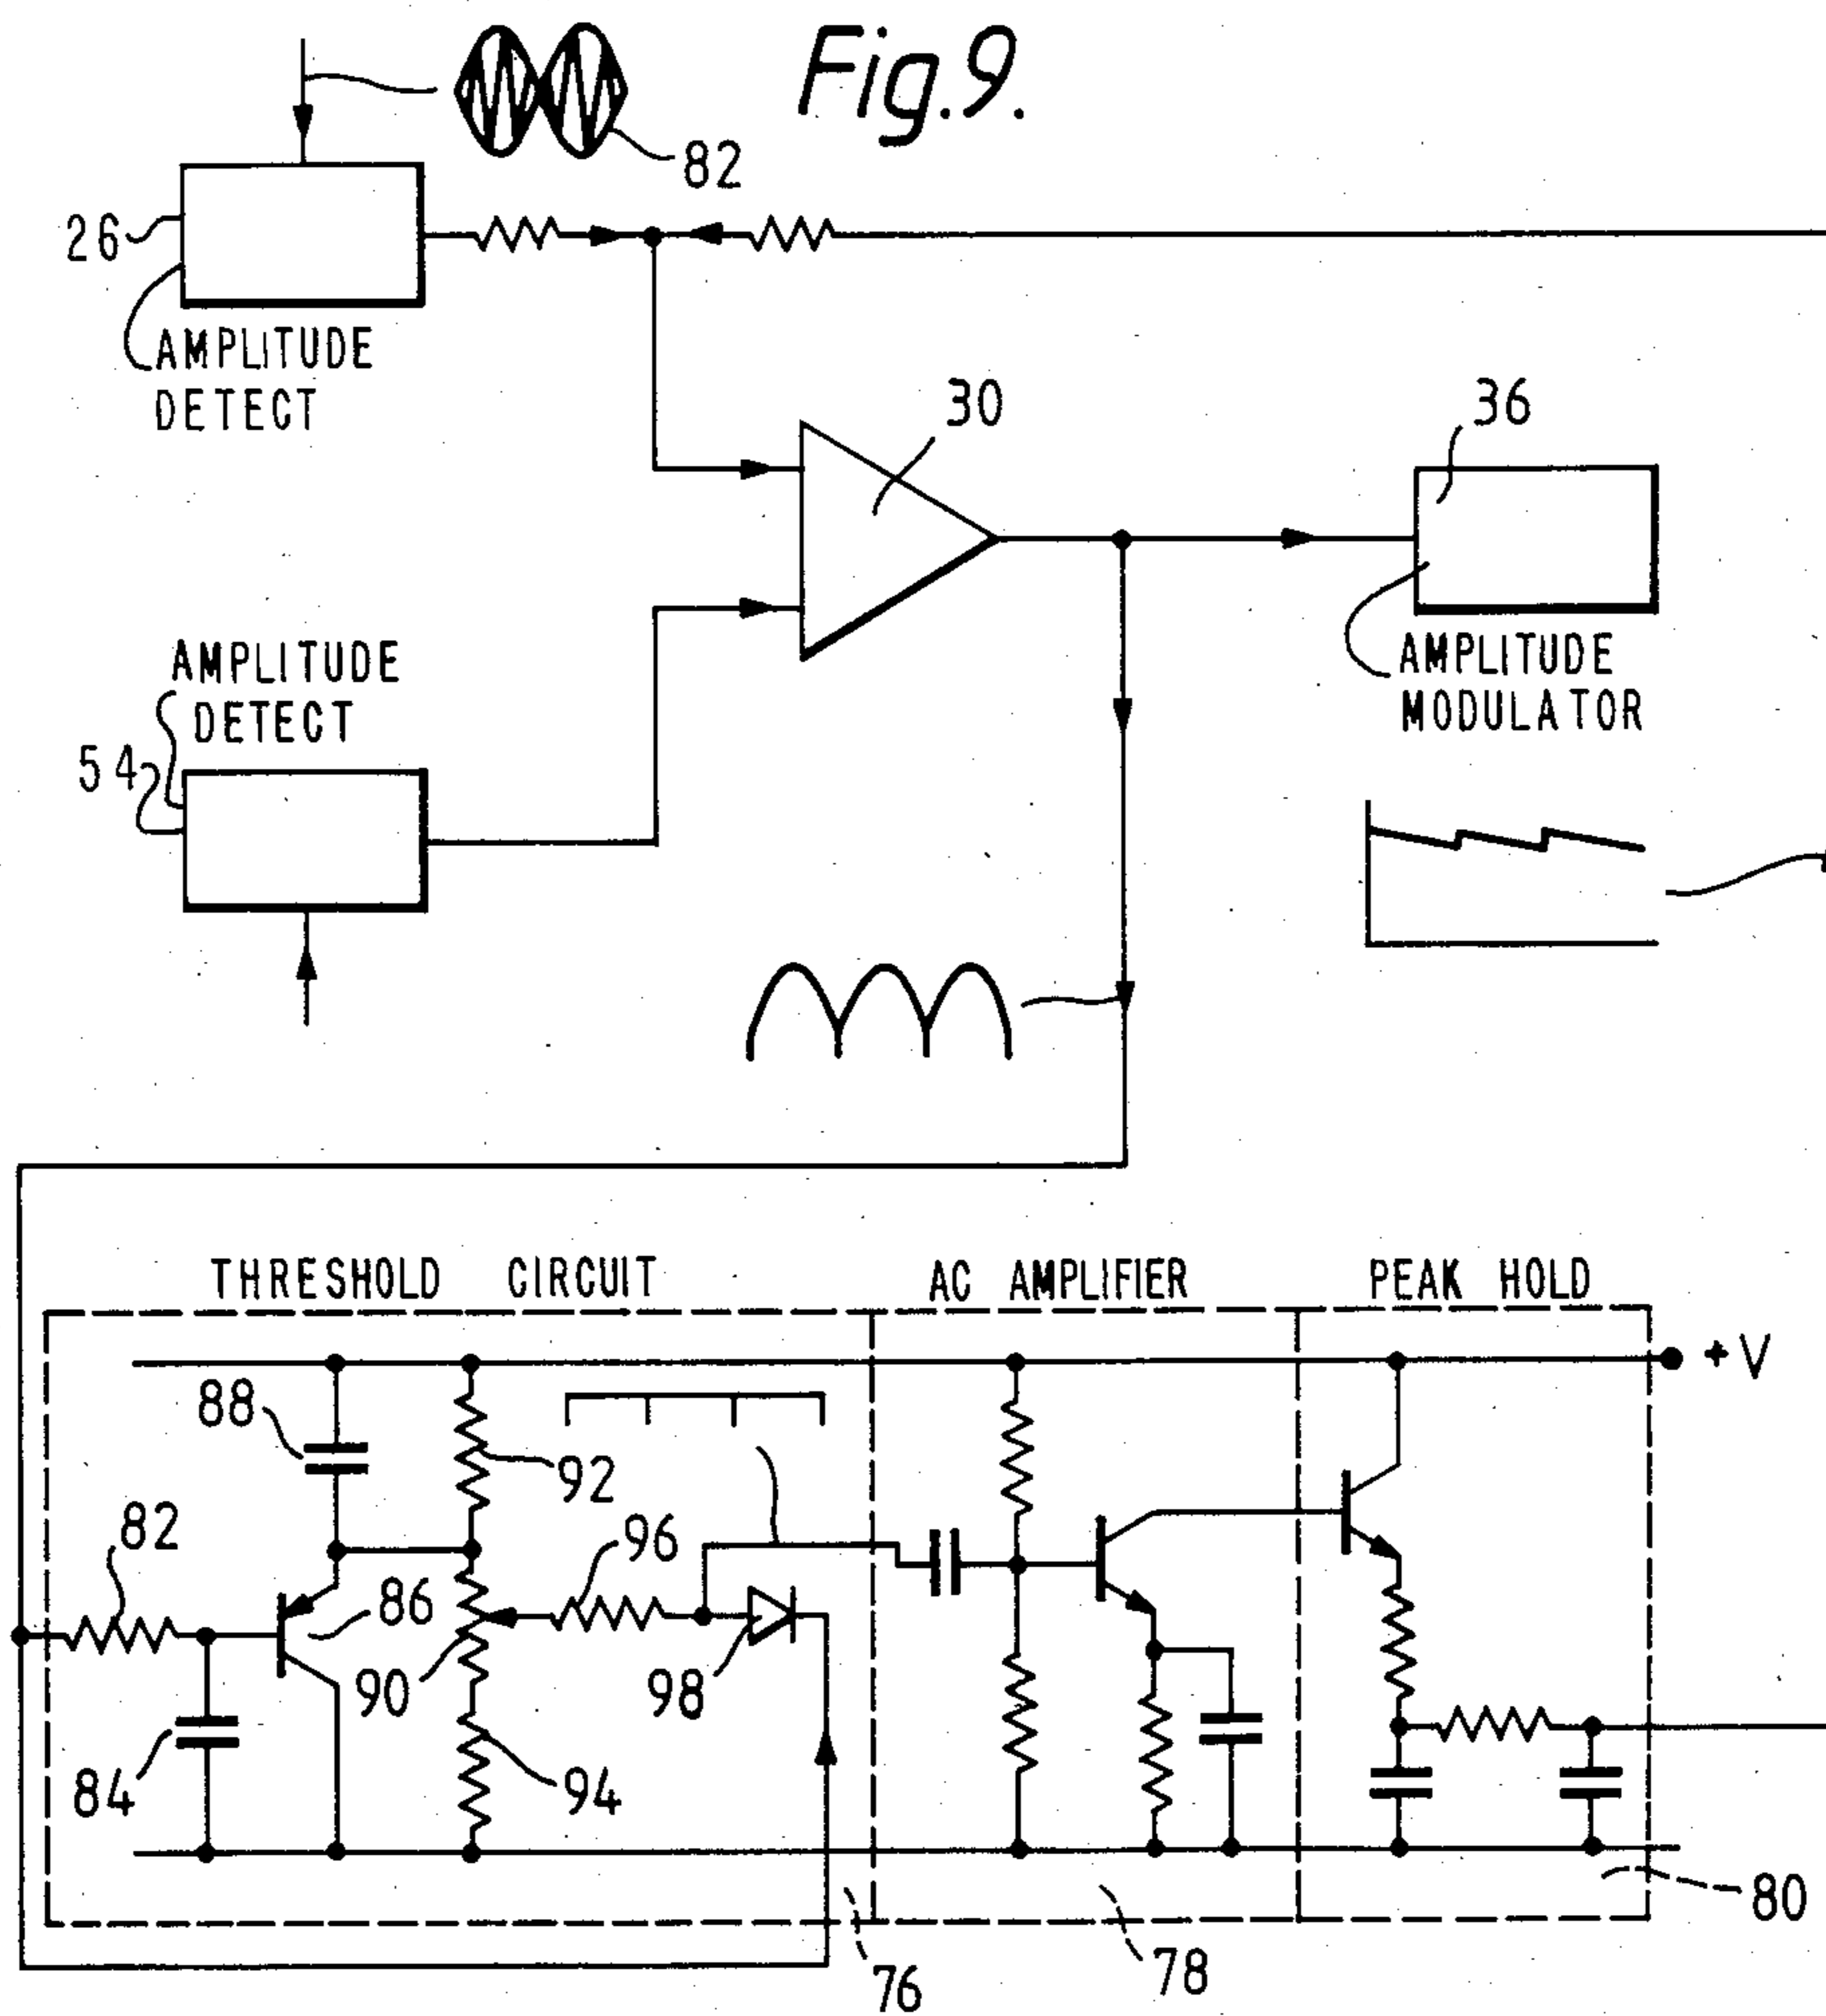 Fig.9.
82
26
AMPLITUDE
DETECT
30
36
AMPLITUDE
MODULATOR
AMPLITUDE
DETECT
54
THRESHOLD CIRCUIT
AC AMPLIFIER
PEAK HOLD
+V
88
92
82
96
86
90
98
84
94
80
76
78